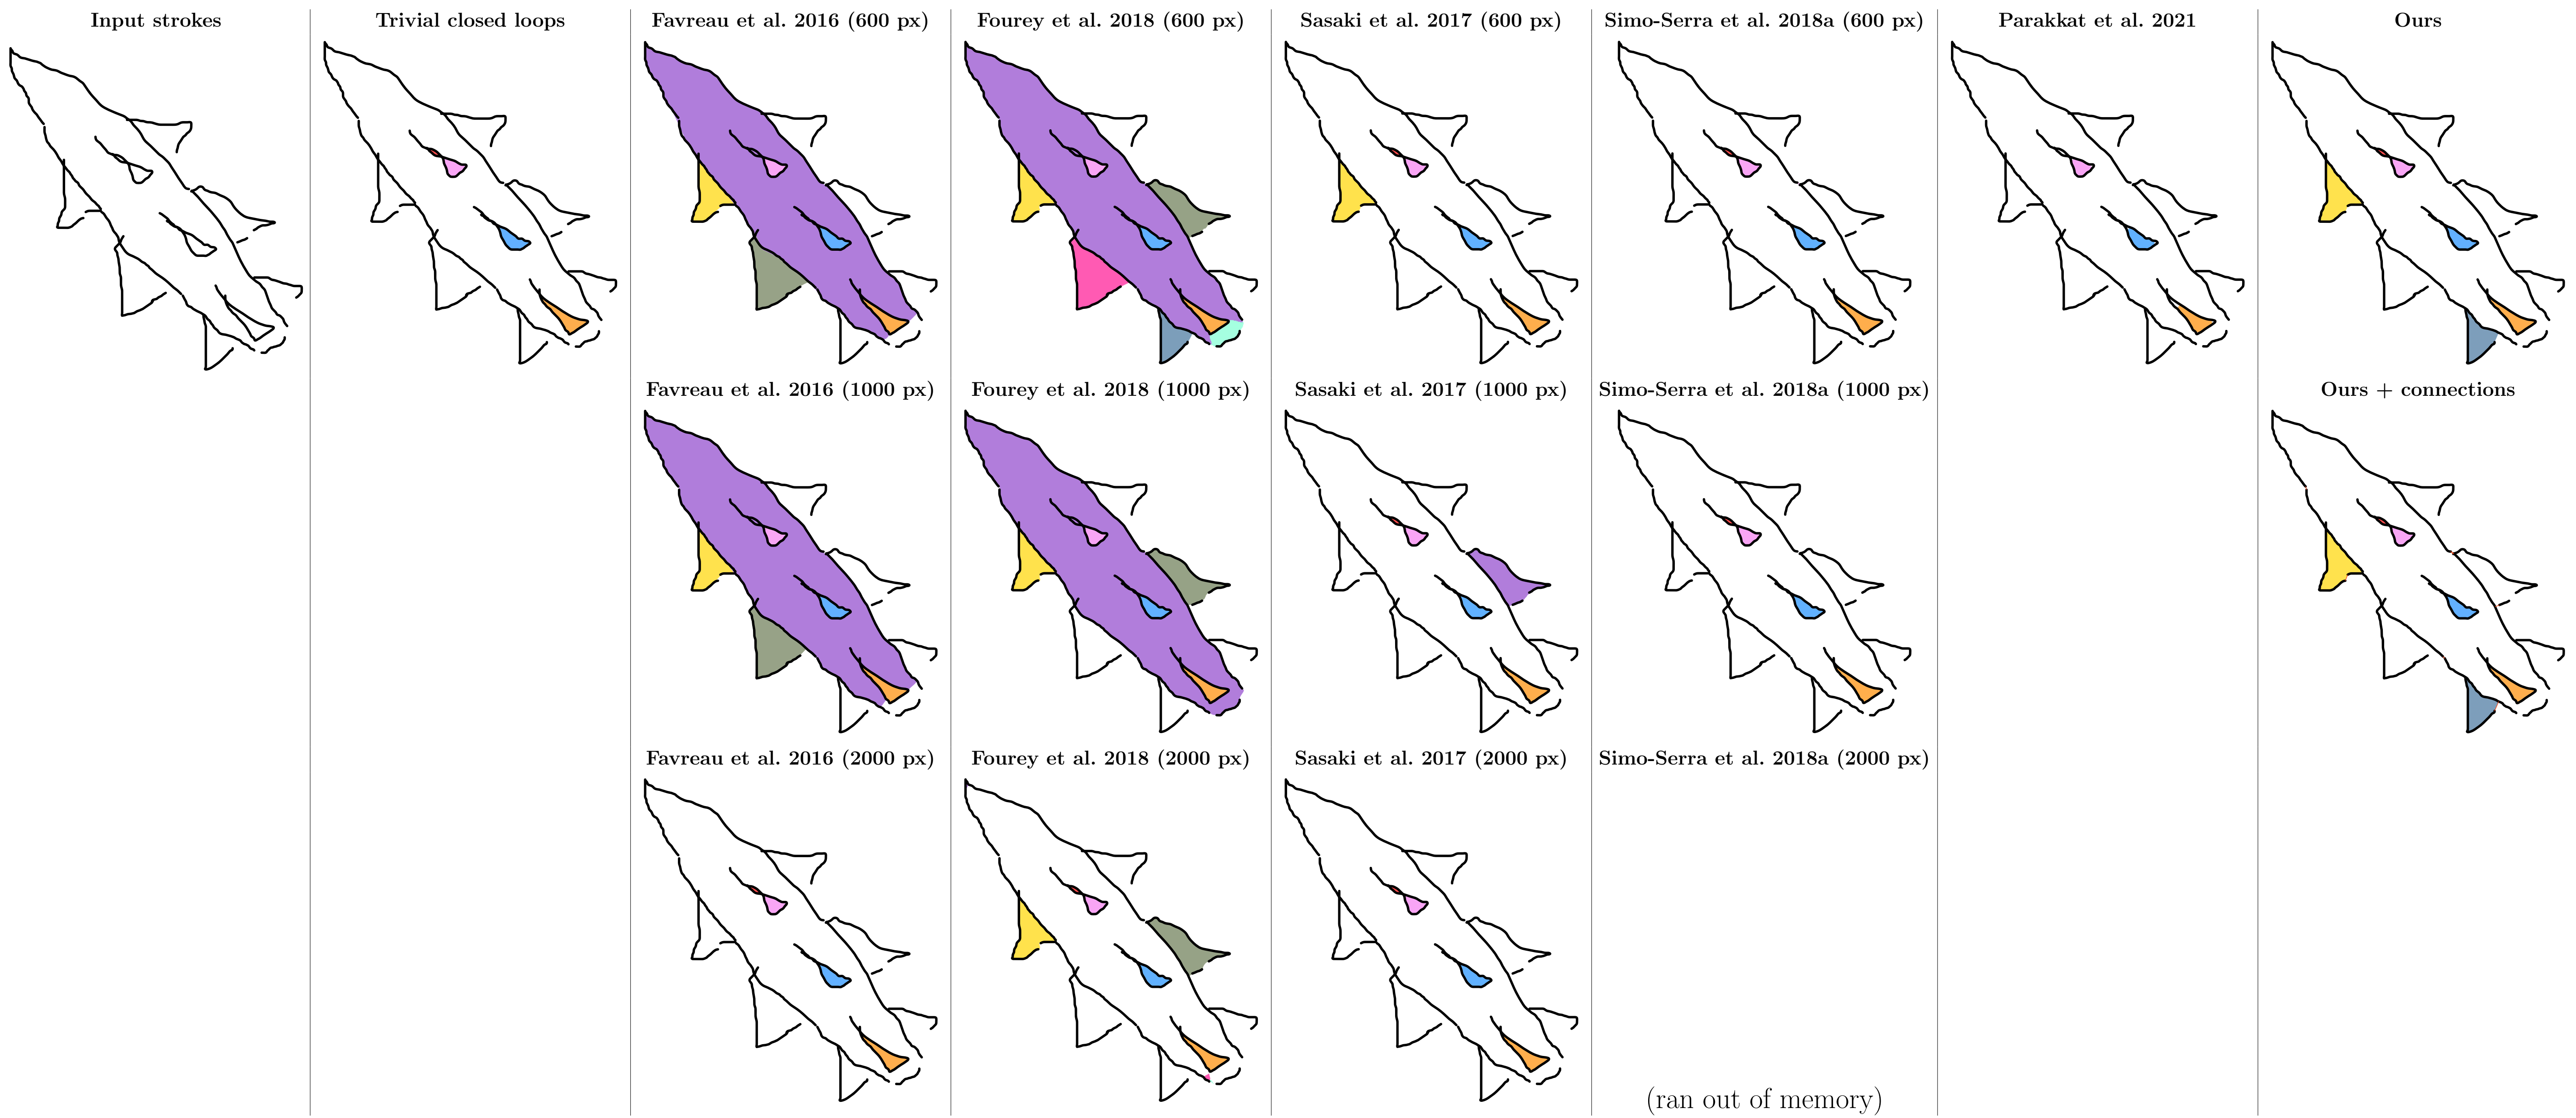 Input strokes
Trivial closed loops
Favreau et al. 2016 (600 px)
Fourey et al. 2018 (600 px)
Sasaki et al. 2017 (600 px)
Simo-Serra et al. 2018a (600 px)
Parakkat et al. 2021
Ours
Favreau et al. 2016 (1000 px)
Fourey et al. 2018 (1000 px)
Sasaki et al. 2017 (1000 px)
Simo-Serra et al. 2018a (1000 px)
Ours + connections
Favreau et al. 2016 (2000 px)
Fourey et al. 2018 (2000 px)
Sasaki et al. 2017 (2000 px)
Simo-Serra et al. 2018a (2000 px)
(ran out of memory)